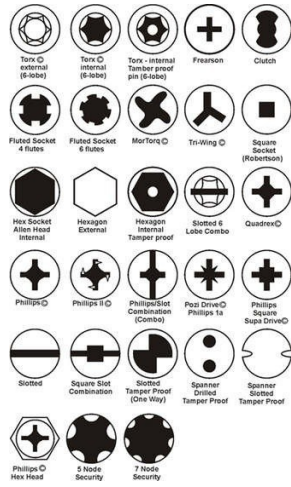 Torx © external (6-lobe)
Torx © internal (6-lobe)
Torx - internal Tamber proof pin (6-lobe)
Frearson
Clutch
Fluted Socket 4 flutes
Fluted Socket 6 flutes
MorTorq ©
Tri-Wing ©
Square Socket (Robertson)
Hex Socket Allen Head Internal
Hexagon External
Hexagon Internal Tamper proof
Slotted 6 Lobe Combo
Quadrex©
Phillips©
Phillips II ©
Phillips/Slot Combination (Combo)
Pozi Drive© Phillips 1a
Phillips Square Supa Drive©
Slotted
Square Slot Combination
Slotted Tamper Proof (One Way)
Spanner Drilled Tamper Proof
Spanner Slotted Tamper Proof
Phillips © Hex Head
5 Node Security
7 Node Security